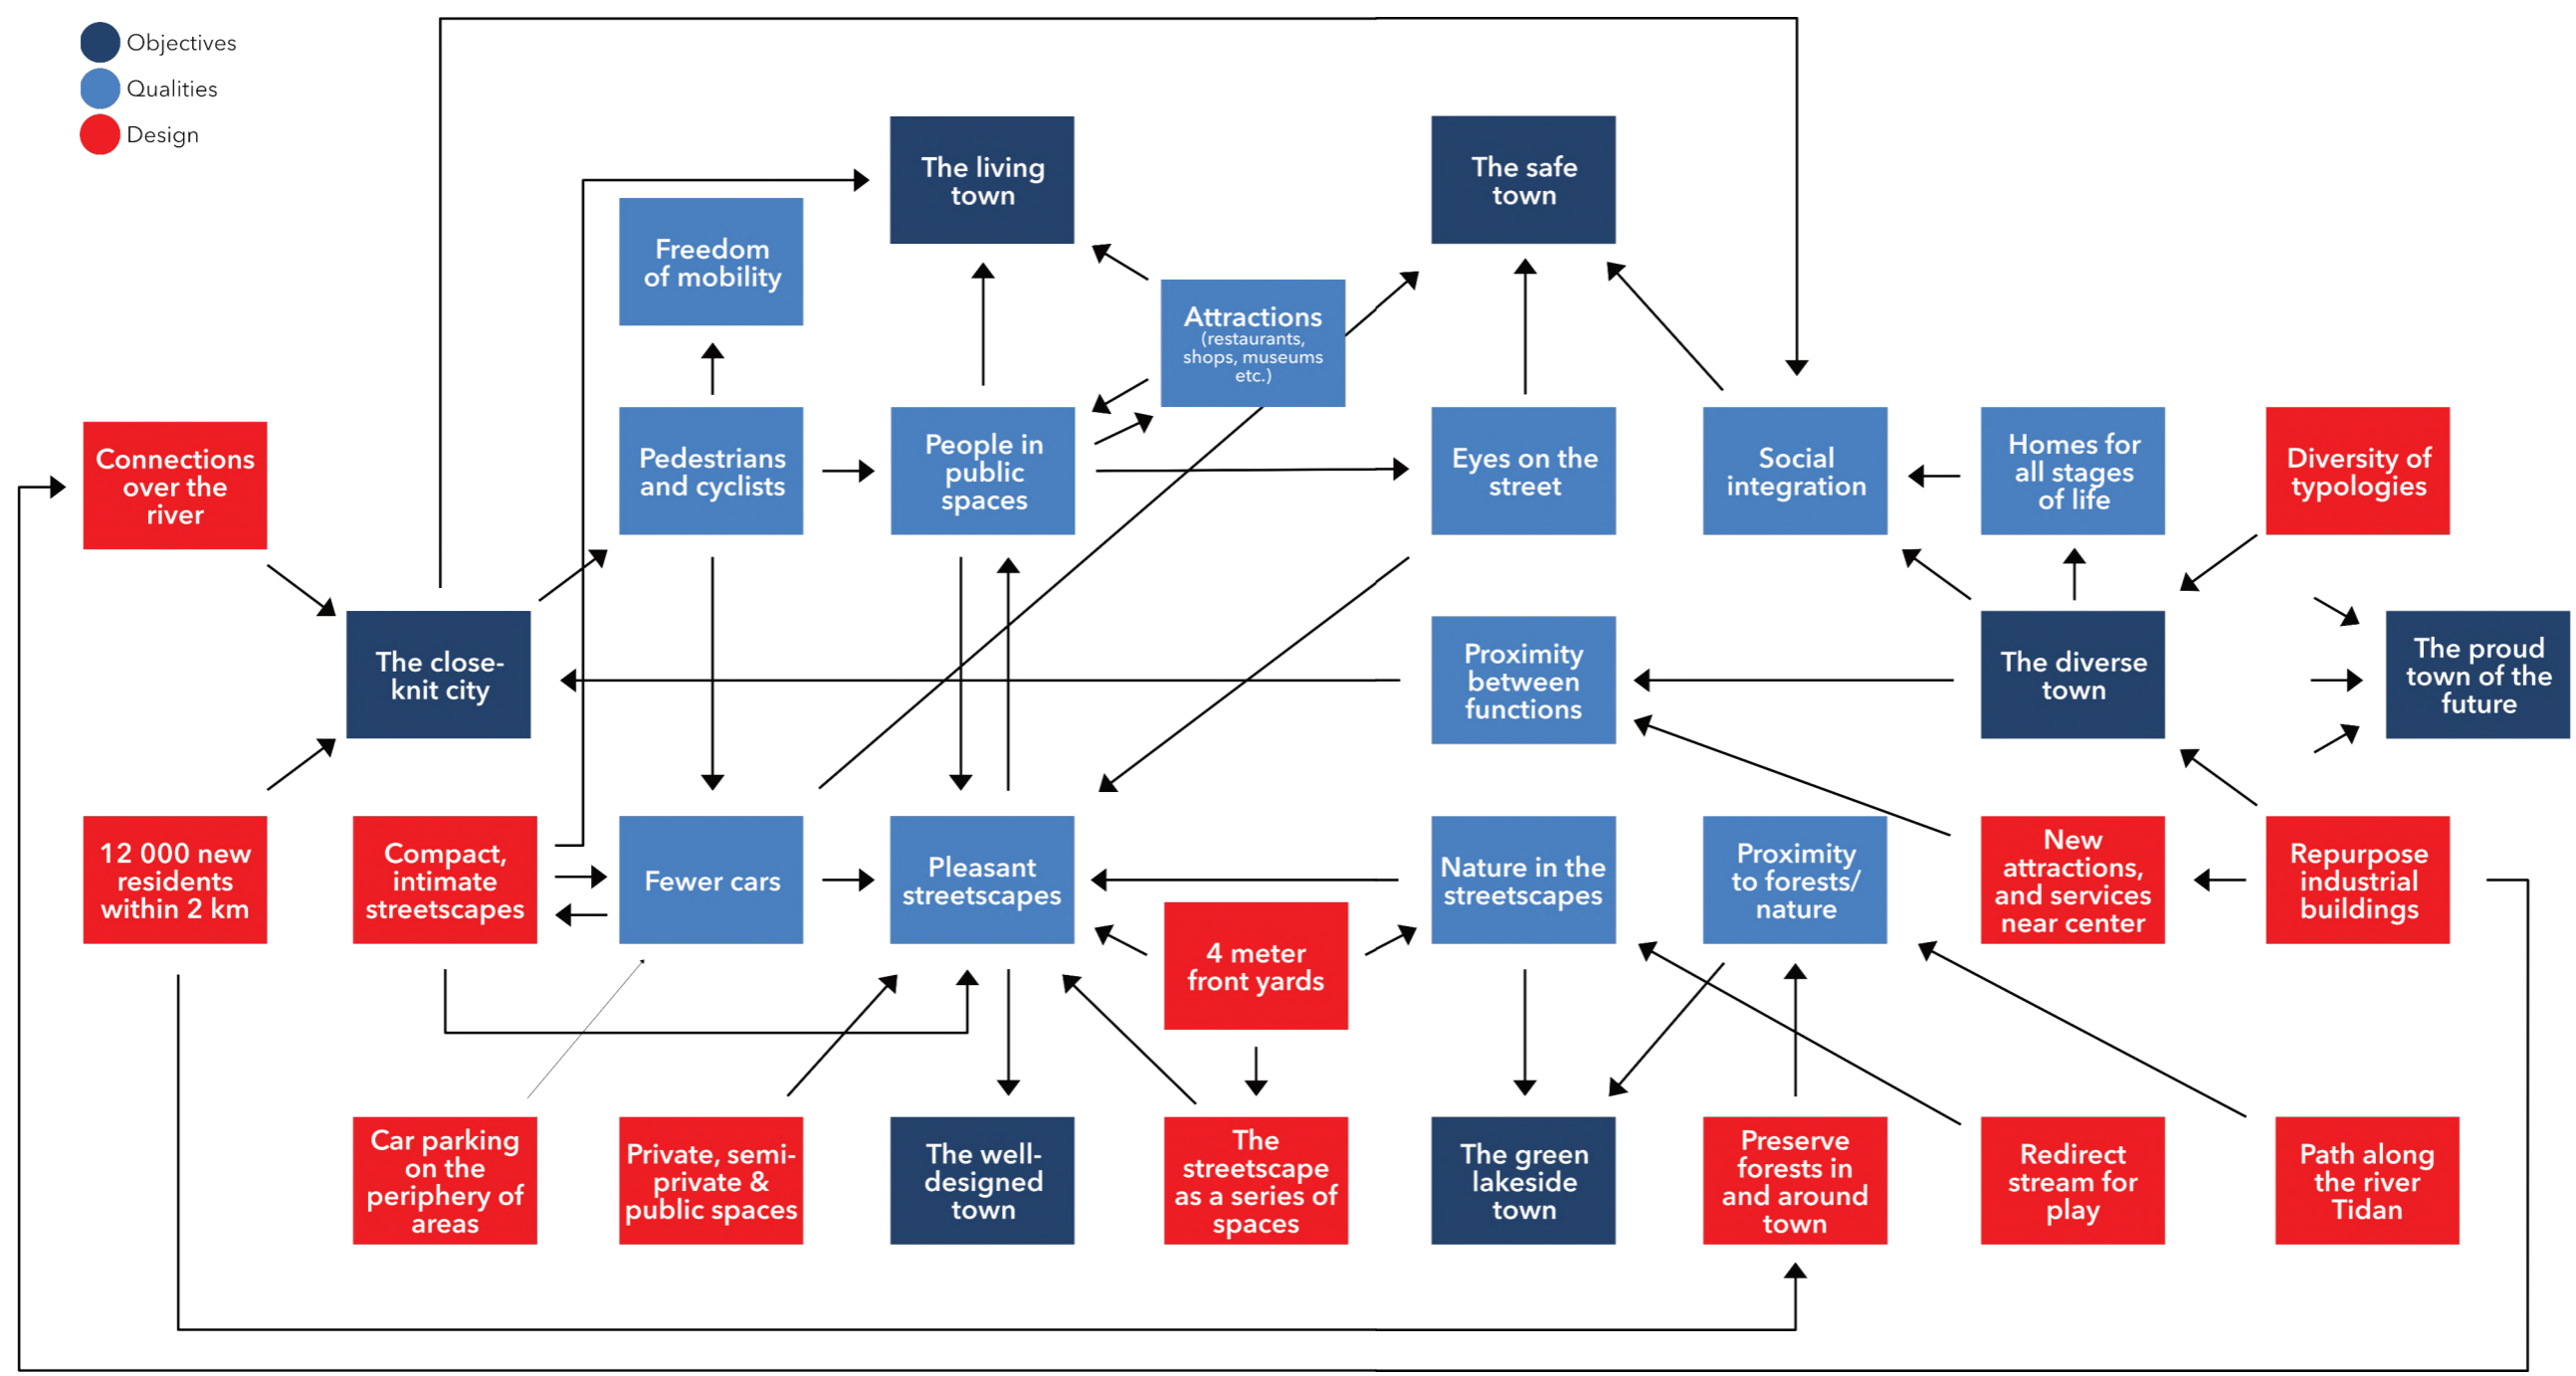 Objectives
Qualities
Design
The living
town
The safe
town
Freedom
of mobility
Attractions
(restaurants,
shops, museums
etc.)
Connections
over the
river
Pedestrians
and cyclists
People in
public
spaces
Eyes on the
street
Social
integration
Homes for
all stages
of life
Diversity of
typologies
The close-
knit city
Proximity
between
functions
The diverse
town
The proud
town of the
future
12 000 new
residents
within 2 km
Compact,
intimate
streetscapes
Fewer cars
Pleasant
streetscapes
4 meter
front yards
Nature in the
streetscapes
Proximity
to forests/
nature
New
attractions,
and services
near center
Repurpose
industrial
buildings
Car parking
on the
periphery of
areas
Private, semi-
private &
public spaces
The well-
designed
town
The
streetscape
as a series of
spaces
The green
lakeside
town
Preserve
forests in
and around
town
Redirect
stream for
play
Path along
the river
Tidan